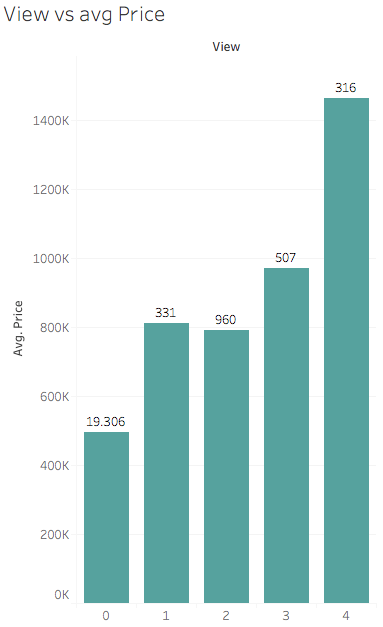 View vs avg Price
View
Avg. Price
1400K
1200K
1000K
800K
600K
400K
200K
0K
19.306
331
960
507
316
0 1 2 3 4